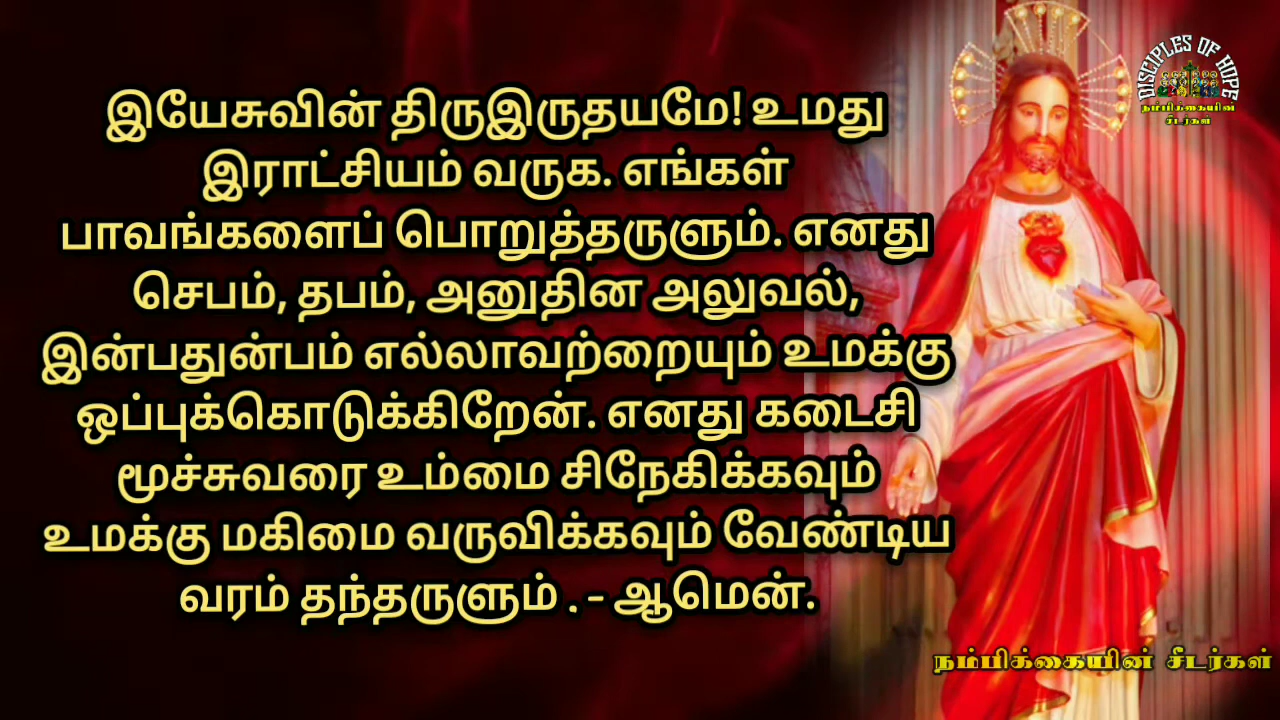 இயேசுவின் திருஇருதயமே! உமது
இராட்சியம் வருக. எங்கள்
பாவங்களைப் பொறுத்தருளும். எனது
செபம், தபம், அனுதின அலுவல்,
இன்பதுன்பம் எல்லாவற்றையும் உமக்கு
ஒப்புக்கொடுக்கிறேன். எனது கடைசி
மூச்சுவரை உம்மை சிநேகிக்கவும்
உமக்கு மகிமை வருவிக்கவும் வேண்டிய
வரம் தந்தருளும் . - ஆமென்.
DISCIPLES OF HOPE
நம்பிக்கையின்
சீடர்கள்
நம்பிக்கையின் சீடர்கள்